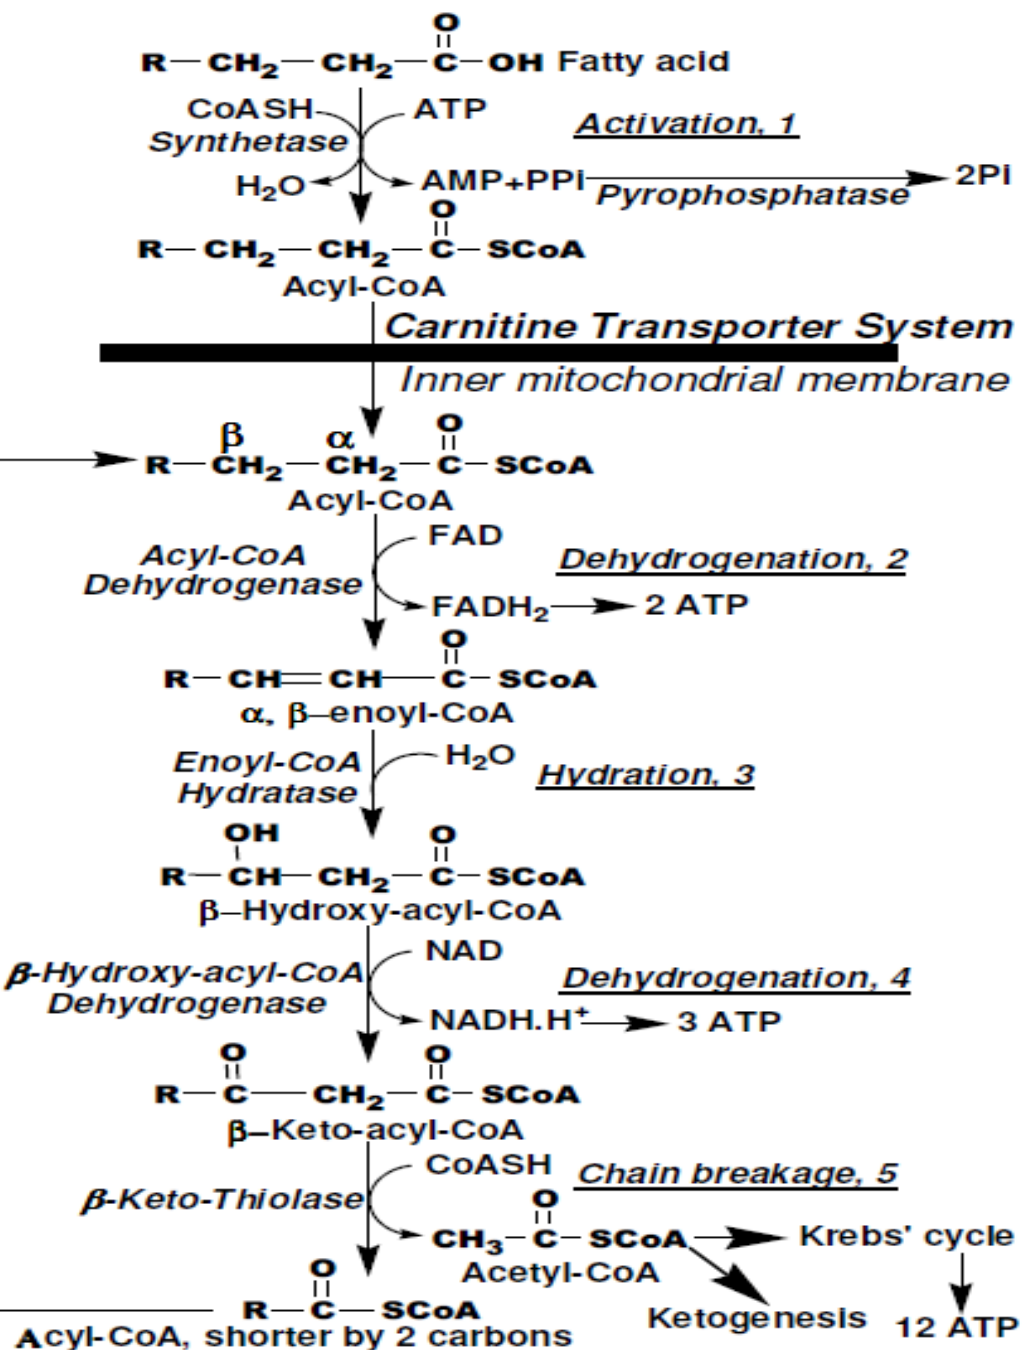 O
R—CH₂—CH₂—C—OH Fatty acid
CoASH ATP
Activation, 1
Synthetase
H₂O AMP+PPi 2Pi
Pyrophosphatase
O
R—CH₂—CH₂—C—SCoA
Acyl-CoA
Carnitine Transporter System
Inner mitochondrial membrane
β α O
R—CH₂—CH₂—C—SCoA
Acyl-CoA
FAD
Acyl-CoA
Dehydrogenase
Dehydrogenation, 2
FADH₂ 2 ATP
O
R—CH=CH—C—SCoA
α, β–enoyl-CoA
H₂O
Enoyl-CoA
Hydratase
Hydration, 3
OH O
R—CH—CH₂—C—SCoA
β–Hydroxy-acyl-CoA
NAD
β-Hydroxy-acyl-CoA
Dehydrogenase
Dehydrogenation, 4
NADH.H⁺ 3 ATP
O O
R—C—CH₂—C—SCoA
β–Keto-acyl-CoA
CoASH
Chain breakage, 5
β-Keto-Thiolase
O
CH₃—C—SCoA Krebs' cycle
Acetyl-CoA
O
R—C—SCoA
Ketogenesis 12 ATP
Acyl-CoA, shorter by 2 carbons